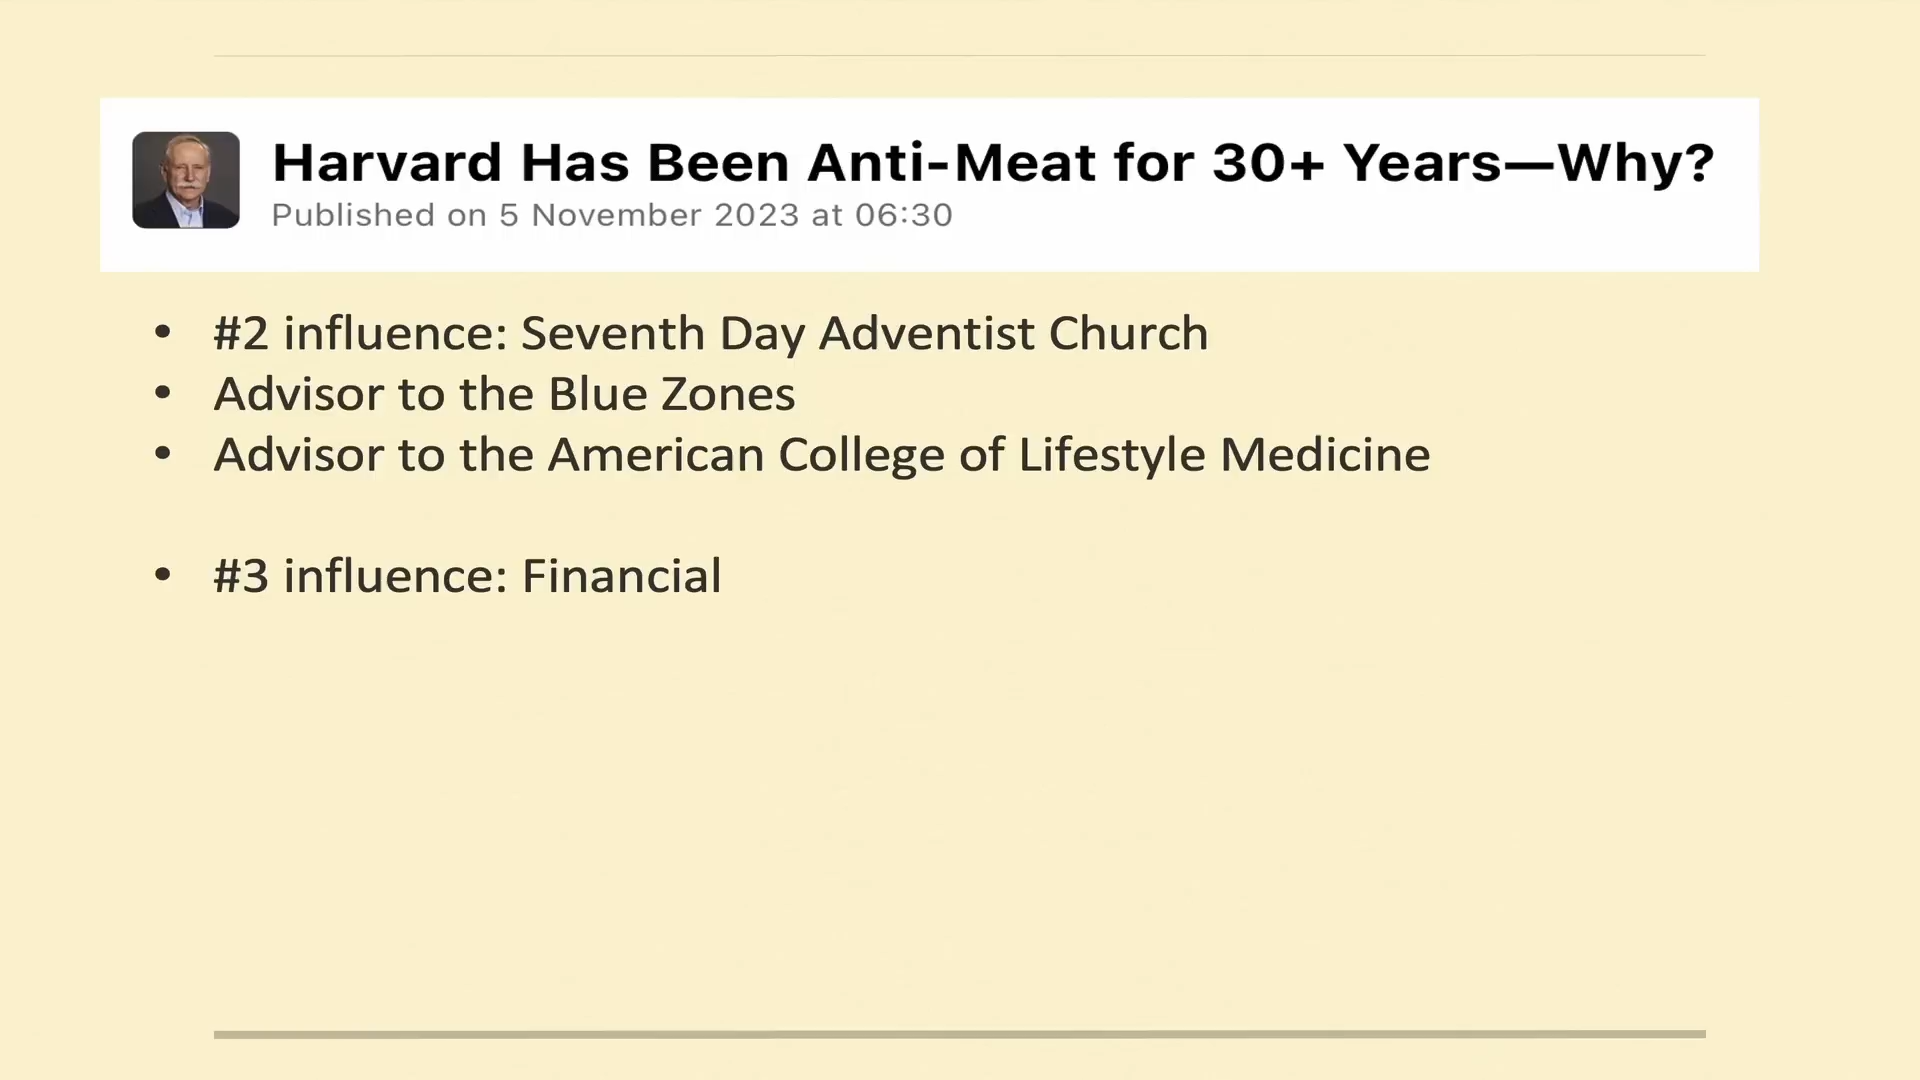 Harvard Has Been Anti-Meat for 30+ Years—Why?
Published on 5 November 2023 at 06:30
• #2 influence: Seventh Day Adventist Church
• Advisor to the Blue Zones
• Advisor to the American College of Lifestyle Medicine
• #3 influence: Financial